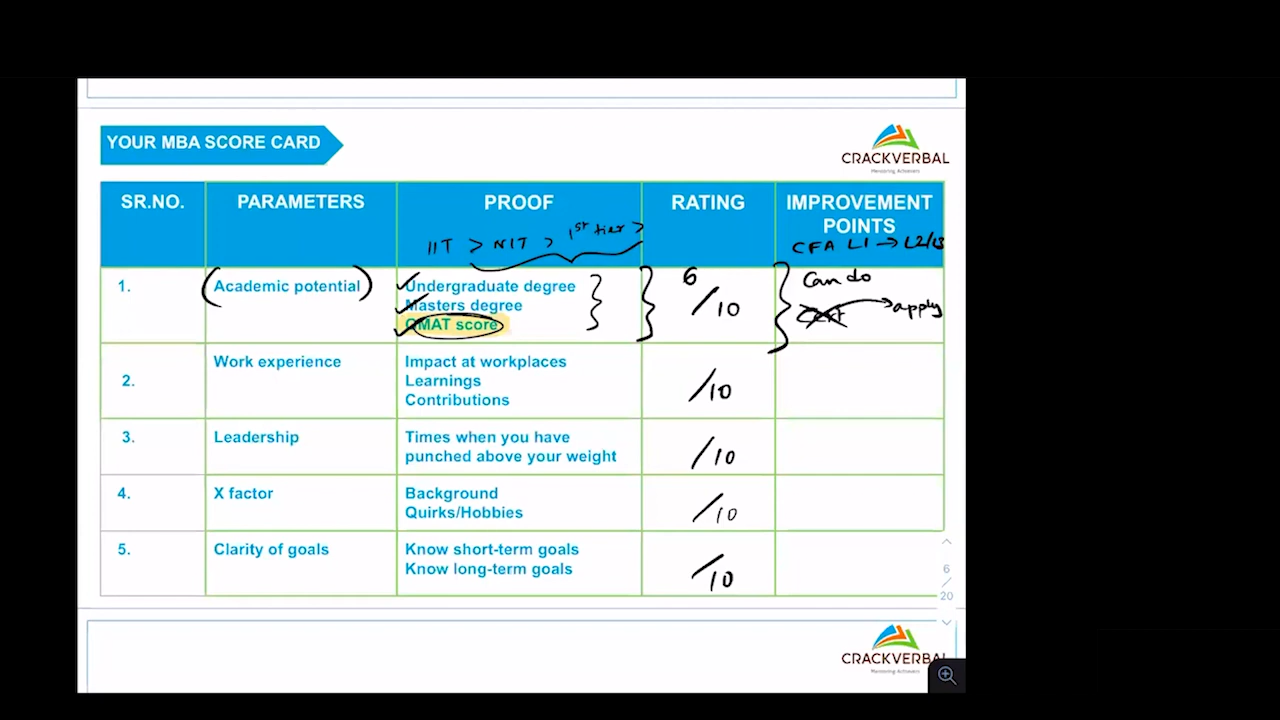 YOUR MBA SCORE CARD
CRACKVERBAL
Mentoring Achievers
SR.NO. PARAMETERS PROOF RATING IMPROVEMENT POINTS
IIT > NIT > 1st tier >
CFA L1 → L2/L3
1. Academic potential
Undergraduate degree
Masters degree
GMAT score
6/10
Can do
apply
2. Work experience
Impact at workplaces
Learnings
Contributions
/10
3. Leadership
Times when you have
punched above your weight
/10
4. X factor
Background
Quirks/Hobbies
/10
5. Clarity of goals
Know short-term goals
Know long-term goals
/10
6
/
20
CRACKVERBAL
Mentoring Achievers